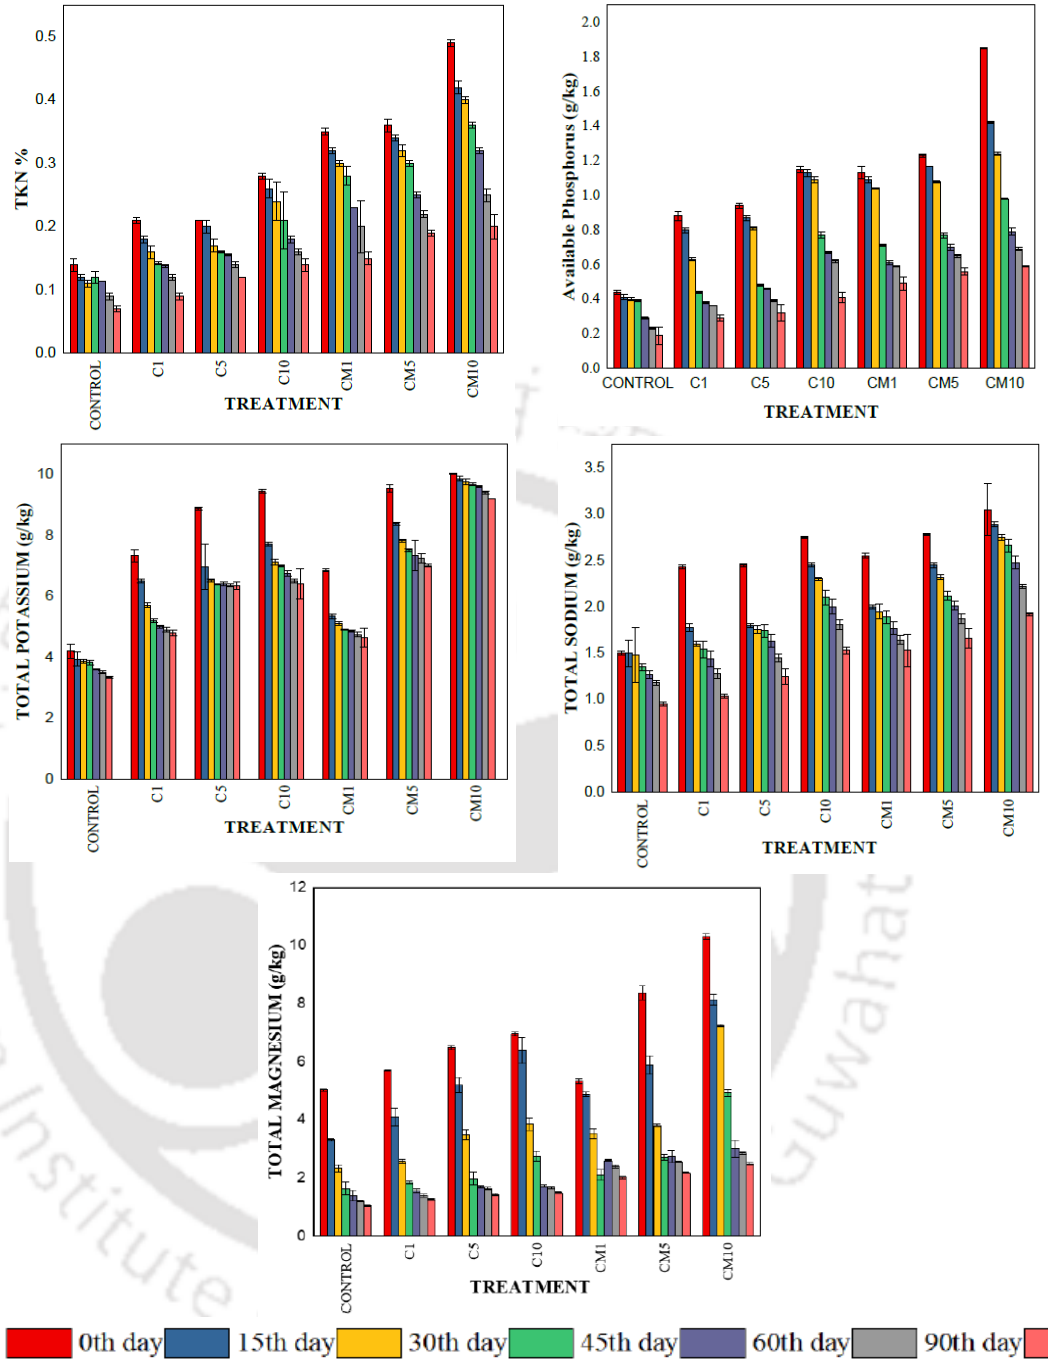 0.5
0.4
0.3
0.2
0.1
0.0
TKN %
CONTROL
C1
C5
C10
CM1
CM5
CM10
TREATMENT
2.0
1.8
1.6
1.4
1.2
1.0
0.8
0.6
0.4
0.2
0.0
Available Phosphorus (g/kg)
CONTROL C1 C5 C10 CM1 CM5 CM10
TREATMENT
10
8
6
4
2
0
TOTAL POTASSIUM (g/kg)
CONTROL
C1
C5
C10
CM1
CM5
CM10
TREATMENT
3.5
3.0
2.5
2.0
1.5
1.0
0.5
0.0
TOTAL SODIUM (g/kg)
CONTROL
C1
C5
C10
CM1
CM5
CM10
TREATMENT
12
10
8
6
4
2
0
TOTAL MAGNESIUM (g/kg)
CONTROL
C1
C5
C10
CM1
CM5
CM10
TREATMENT
Institute
Guwahat
0th day 15th day 30th day 45th day 60th day 90th day